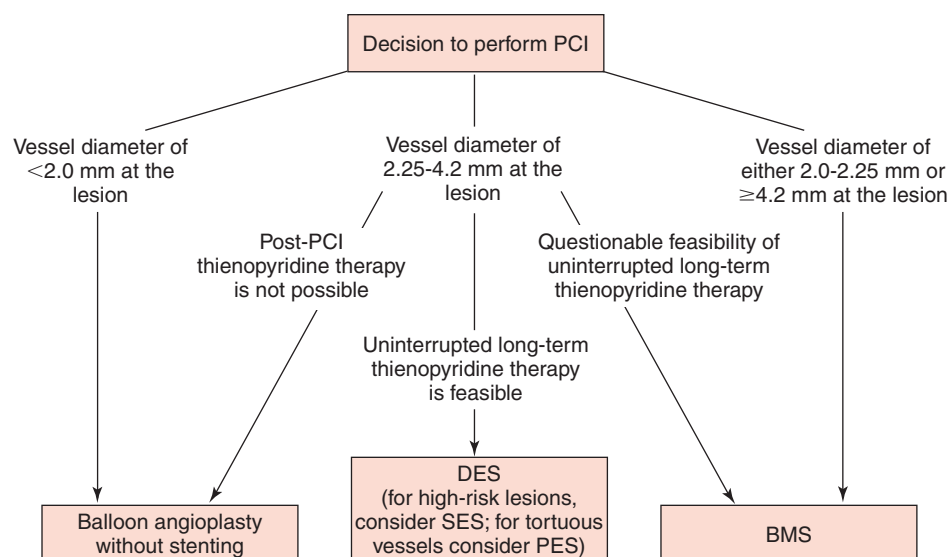 Decision to perform PCI
Vessel diameter of
<2.0 mm at the
lesion
Vessel diameter of
2.25-4.2 mm at the
lesion
Vessel diameter of
either 2.0-2.25 mm or
≥4.2 mm at the lesion
Post-PCI
thienopyridine therapy
is not possible
Questionable feasibility of
uninterrupted long-term
thienopyridine therapy
Uninterrupted long-term
thienopyridine therapy
is feasible
Balloon angioplasty
without stenting
DES
(for high-risk lesions,
consider SES; for tortuous
vessels consider PES)
BMS